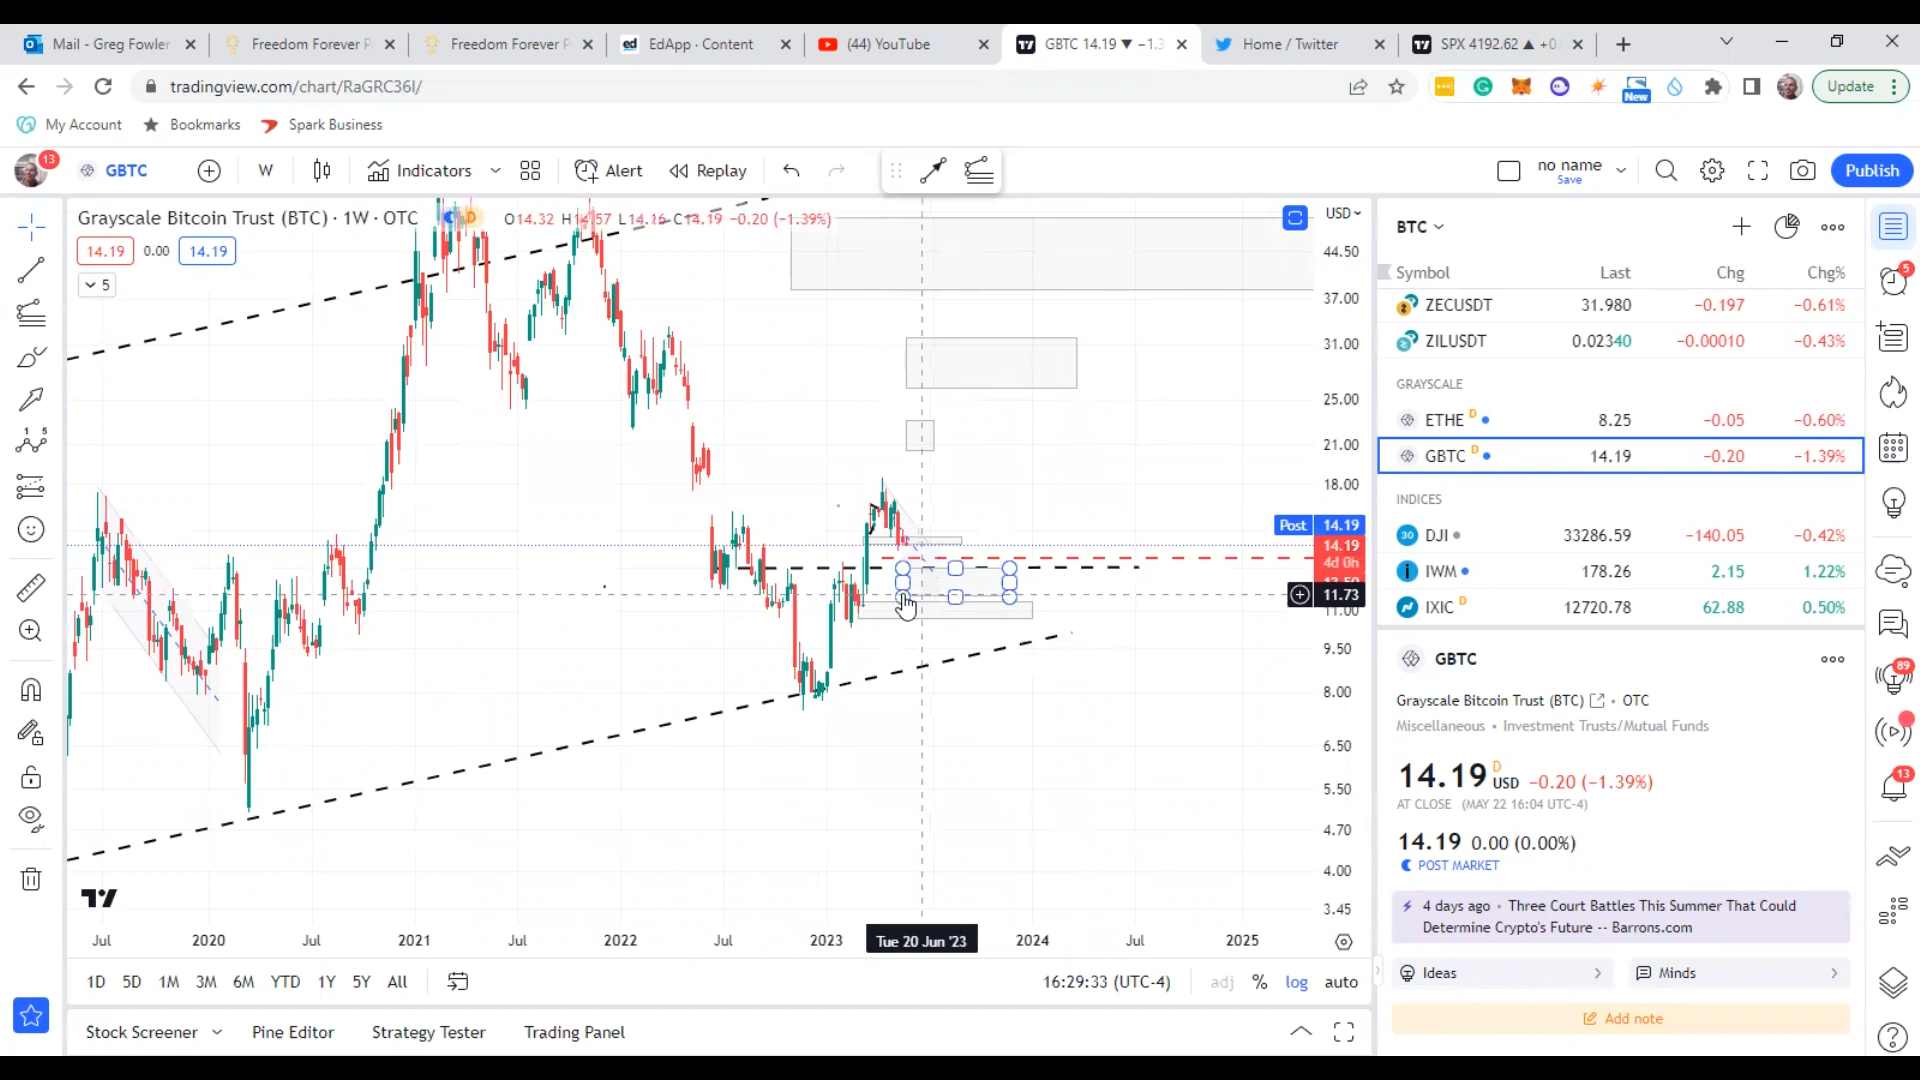 Mail - Greg Fowler
Freedom Forever P
Freedom Forever P
EdApp · Content
(44) YouTube
GBTC 14.19 ▼ −1.3
Home / Twitter
SPX 4192.62 ▲ +0.
tradingview.com/chart/RaGRC36I/
New
Update
My Account
Bookmarks
Spark Business
13
GBTC
W
Indicators
Alert
Replay
no name
Save
Publish
Grayscale Bitcoin Trust (BTC) · 1W · OTC
D
O14.32 H14.57 L14.16 C14.19 −0.20 (−1.39%)
USD
14.19
0.00
14.19
5
44.50
37.00
31.00
25.00
21.00
18.00
Post 14.19
14.19
4d 0h
11.73
11.00
9.50
8.00
6.50
5.50
4.70
4.00
3.45
Jul
2020
Jul
2021
Jul
2022
Jul
2023
Tue 20 Jun '23
2024
Jul
2025
1D 5D 1M 3M 6M YTD 1Y 5Y All
16:29:33 (UTC-4)
adj % log auto
Stock Screener
Pine Editor
Strategy Tester
Trading Panel
BTC
Symbol Last Chg Chg%
ZECUSDT 31.980 −0.197 −0.61%
ZILUSDT 0.02340 −0.00010 −0.43%
GRAYSCALE
ETHE D 8.25 −0.05 −0.60%
GBTC D 14.19 −0.20 −1.39%
INDICES
30 DJI 33286.59 −140.05 −0.42%
IWM 178.26 2.15 1.22%
IXIC D 12720.78 62.88 0.50%
GBTC
Grayscale Bitcoin Trust (BTC) • OTC
Miscellaneous • Investment Trusts/Mutual Funds
14.19 D USD −0.20 (−1.39%)
AT CLOSE (MAY 22 16:04 UTC-4)
14.19 0.00 (0.00%)
POST MARKET
4 days ago • Three Court Battles This Summer That Could
Determine Crypto's Future -- Barrons.com
Ideas
Minds
Add note
5
89
13